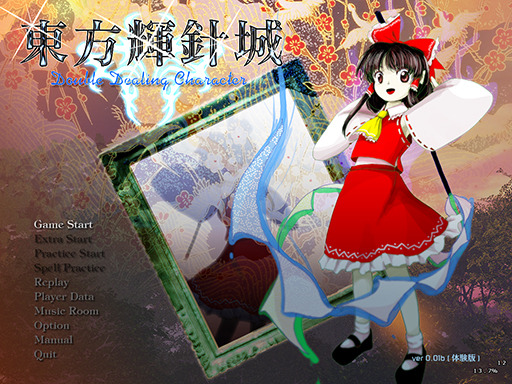 東方輝針城
Double Dealing Character
Game Start
Extra Start
Practice Start
Spell Practice
Replay
Player Data
Music Room
Option
Manual
Quit
ver 0.01b [体験版]